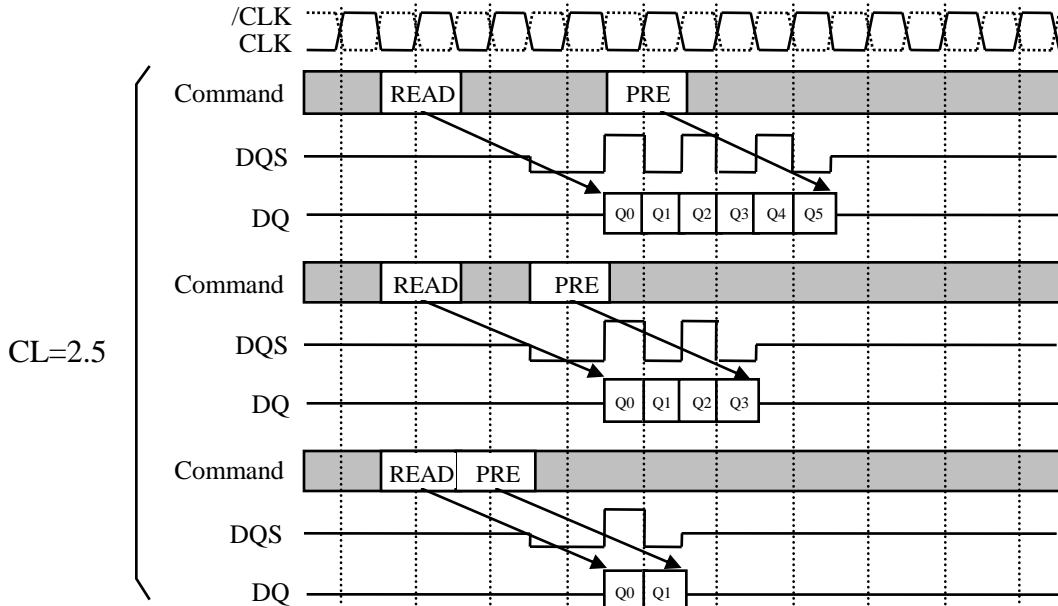 /CLK
CLK
Command READ PRE
DQS
DQ Q0 Q1 Q2 Q3 Q4 Q5
Command READ PRE
CL=2.5
DQS
DQ Q0 Q1 Q2 Q3
Command READ PRE
DQS
DQ Q0 Q1